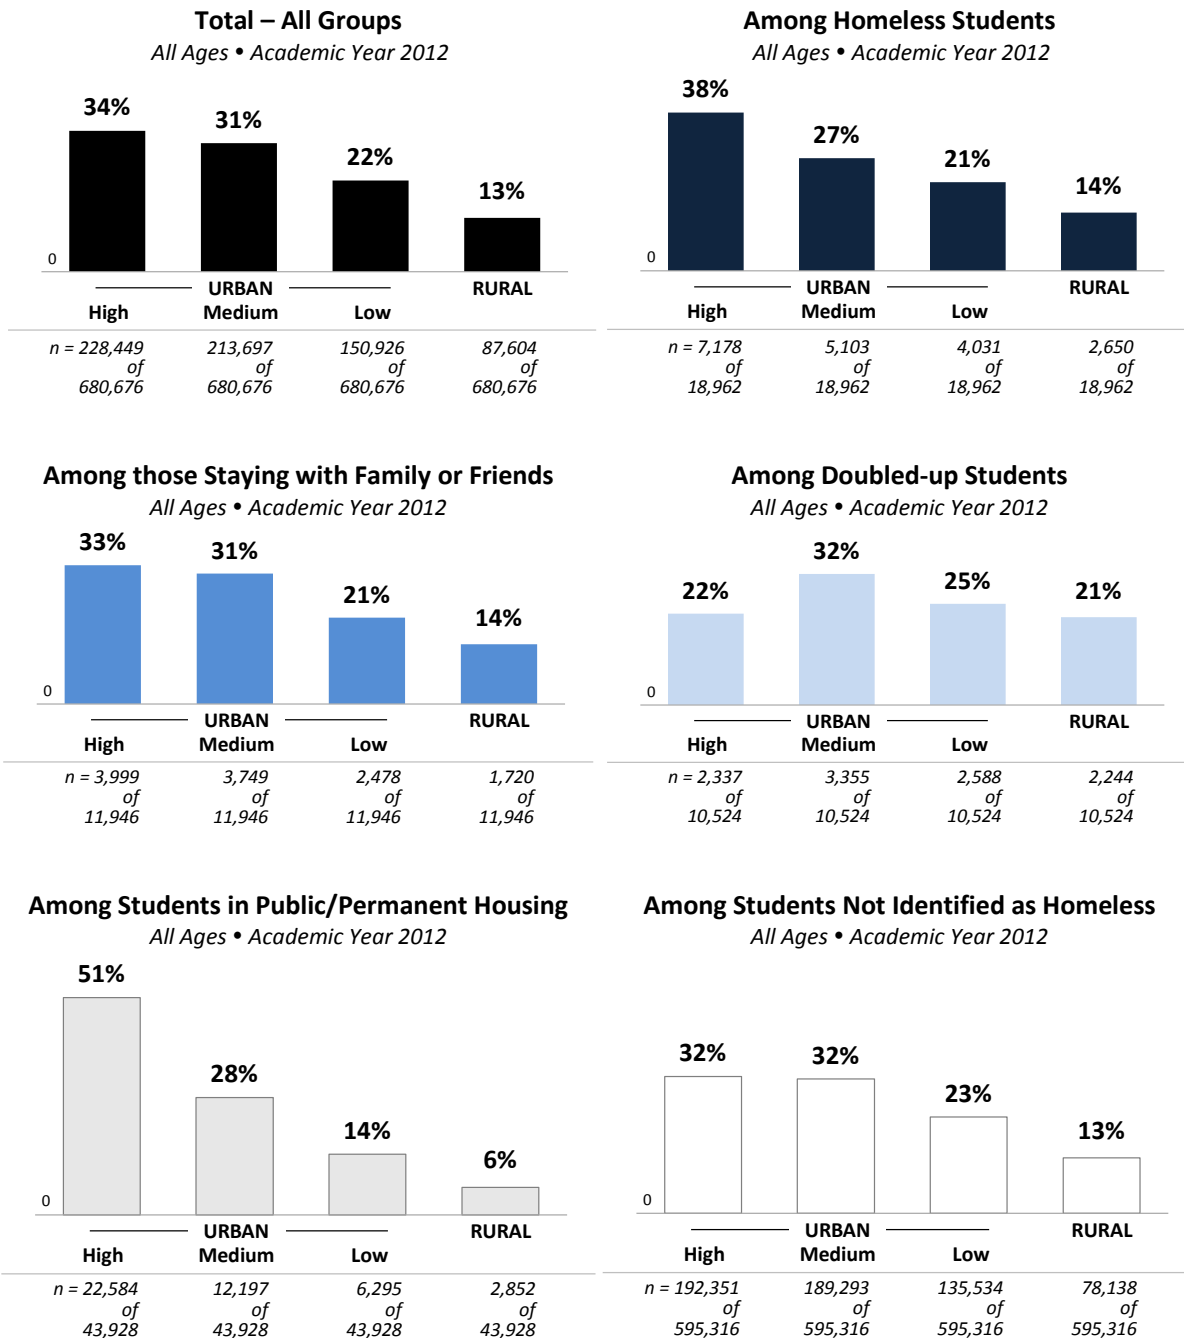 Total – All Groups
All Ages • Academic Year 2012
34%
31%
22%
13%
0
URBAN
RURAL
High
Medium
Low
n = 228,449
213,697
150,926
87,604
of
of
of
of
680,676
680,676
680,676
680,676
Among Homeless Students
All Ages • Academic Year 2012
38%
27%
21%
14%
0
URBAN
RURAL
High
Medium
Low
n = 7,178
5,103
4,031
2,650
of
of
of
of
18,962
18,962
18,962
18,962
Among those Staying with Family or Friends
All Ages • Academic Year 2012
33%
31%
21%
14%
0
URBAN
RURAL
High
Medium
Low
n = 3,999
3,749
2,478
1,720
of
of
of
of
11,946
11,946
11,946
11,946
Among Doubled-up Students
All Ages • Academic Year 2012
22%
32%
25%
21%
0
URBAN
RURAL
High
Medium
Low
n = 2,337
3,355
2,588
2,244
of
of
of
of
10,524
10,524
10,524
10,524
Among Students in Public/Permanent Housing
All Ages • Academic Year 2012
51%
28%
14%
6%
0
URBAN
RURAL
High
Medium
Low
n = 22,584
12,197
6,295
2,852
of
of
of
of
43,928
43,928
43,928
43,928
Among Students Not Identified as Homeless
All Ages • Academic Year 2012
32%
32%
23%
13%
0
URBAN
RURAL
High
Medium
Low
n = 192,351
189,293
135,534
78,138
of
of
of
of
595,316
595,316
595,316
595,316